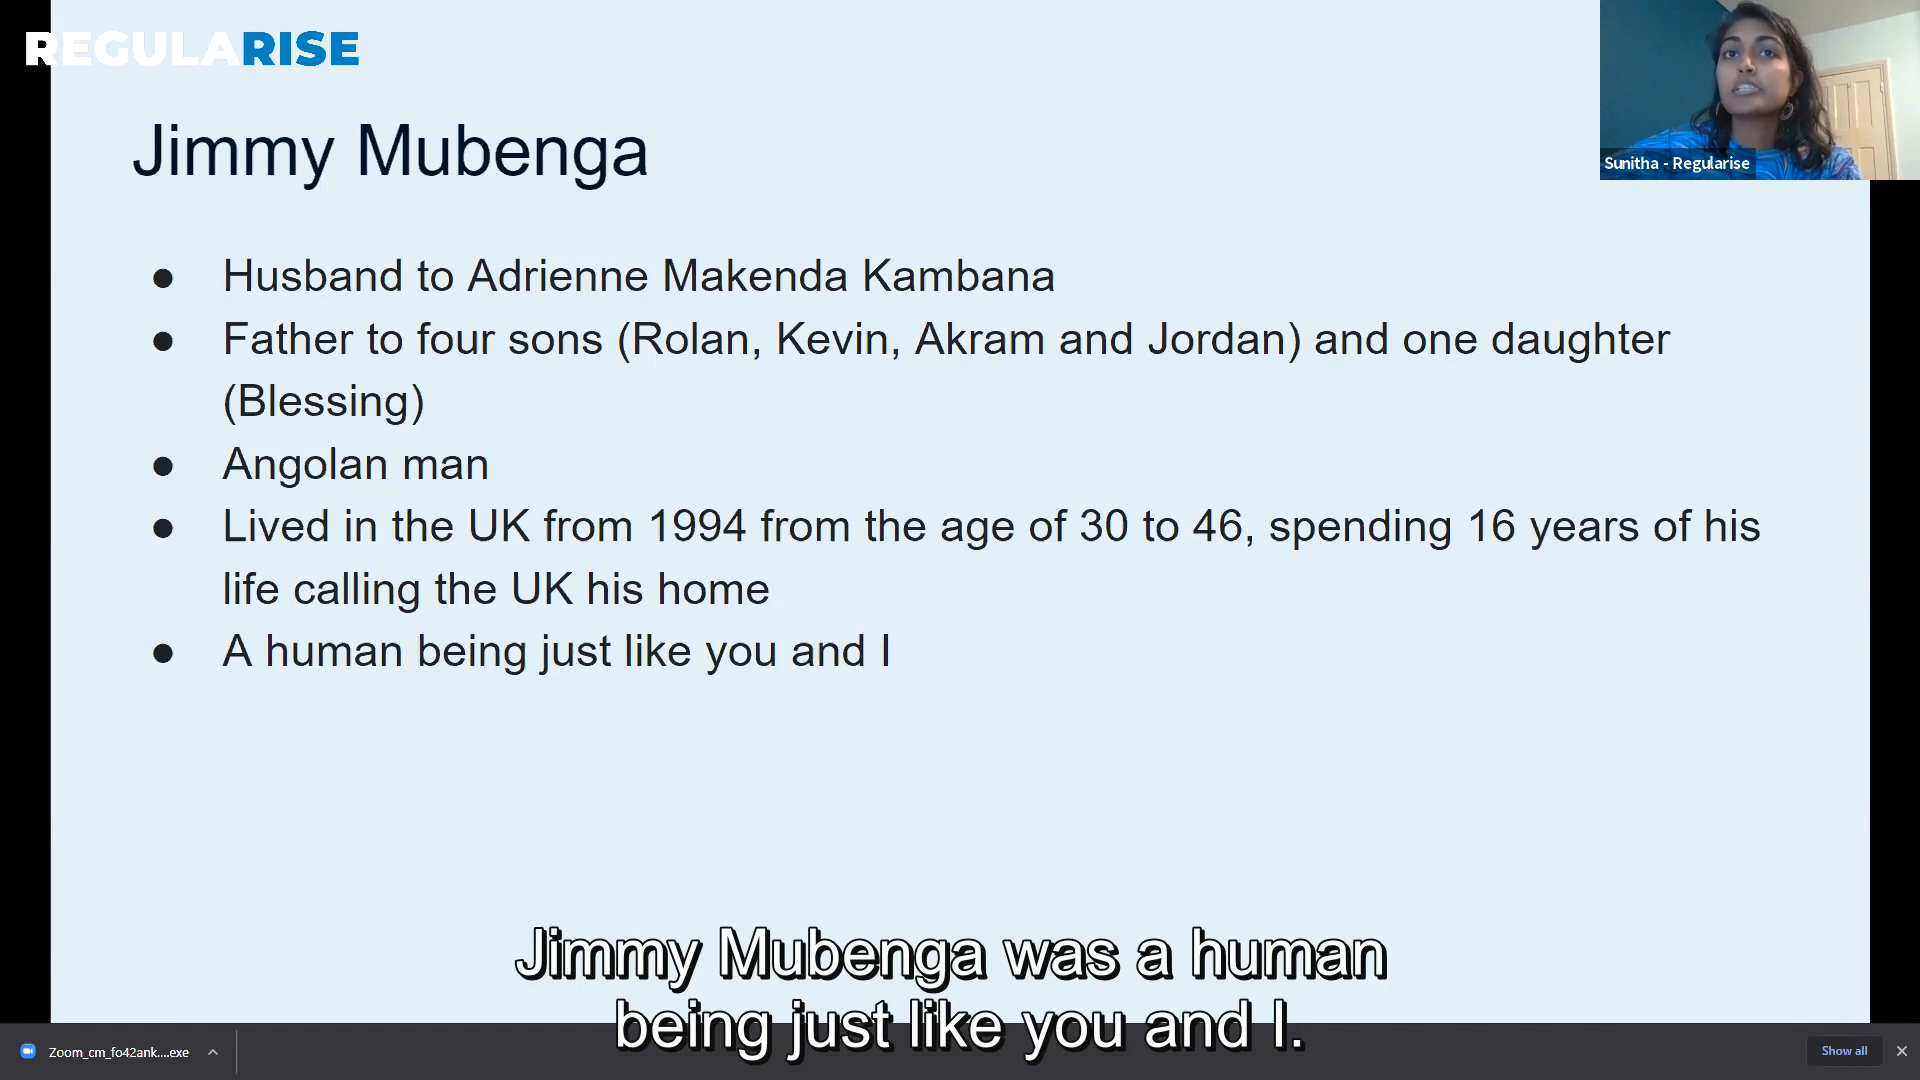 REGULARISE
Sunitha - Regularise
Jimmy Mubenga
● Husband to Adrienne Makenda Kambana
● Father to four sons (Rolan, Kevin, Akram and Jordan) and one daughter
(Blessing)
● Angolan man
● Lived in the UK from 1994 from the age of 30 to 46, spending 16 years of his
life calling the UK his home
● A human being just like you and I
Jimmy Mubenga was a human
being just like you and I.
Zoom_cm_fo42ank....exe
Show all